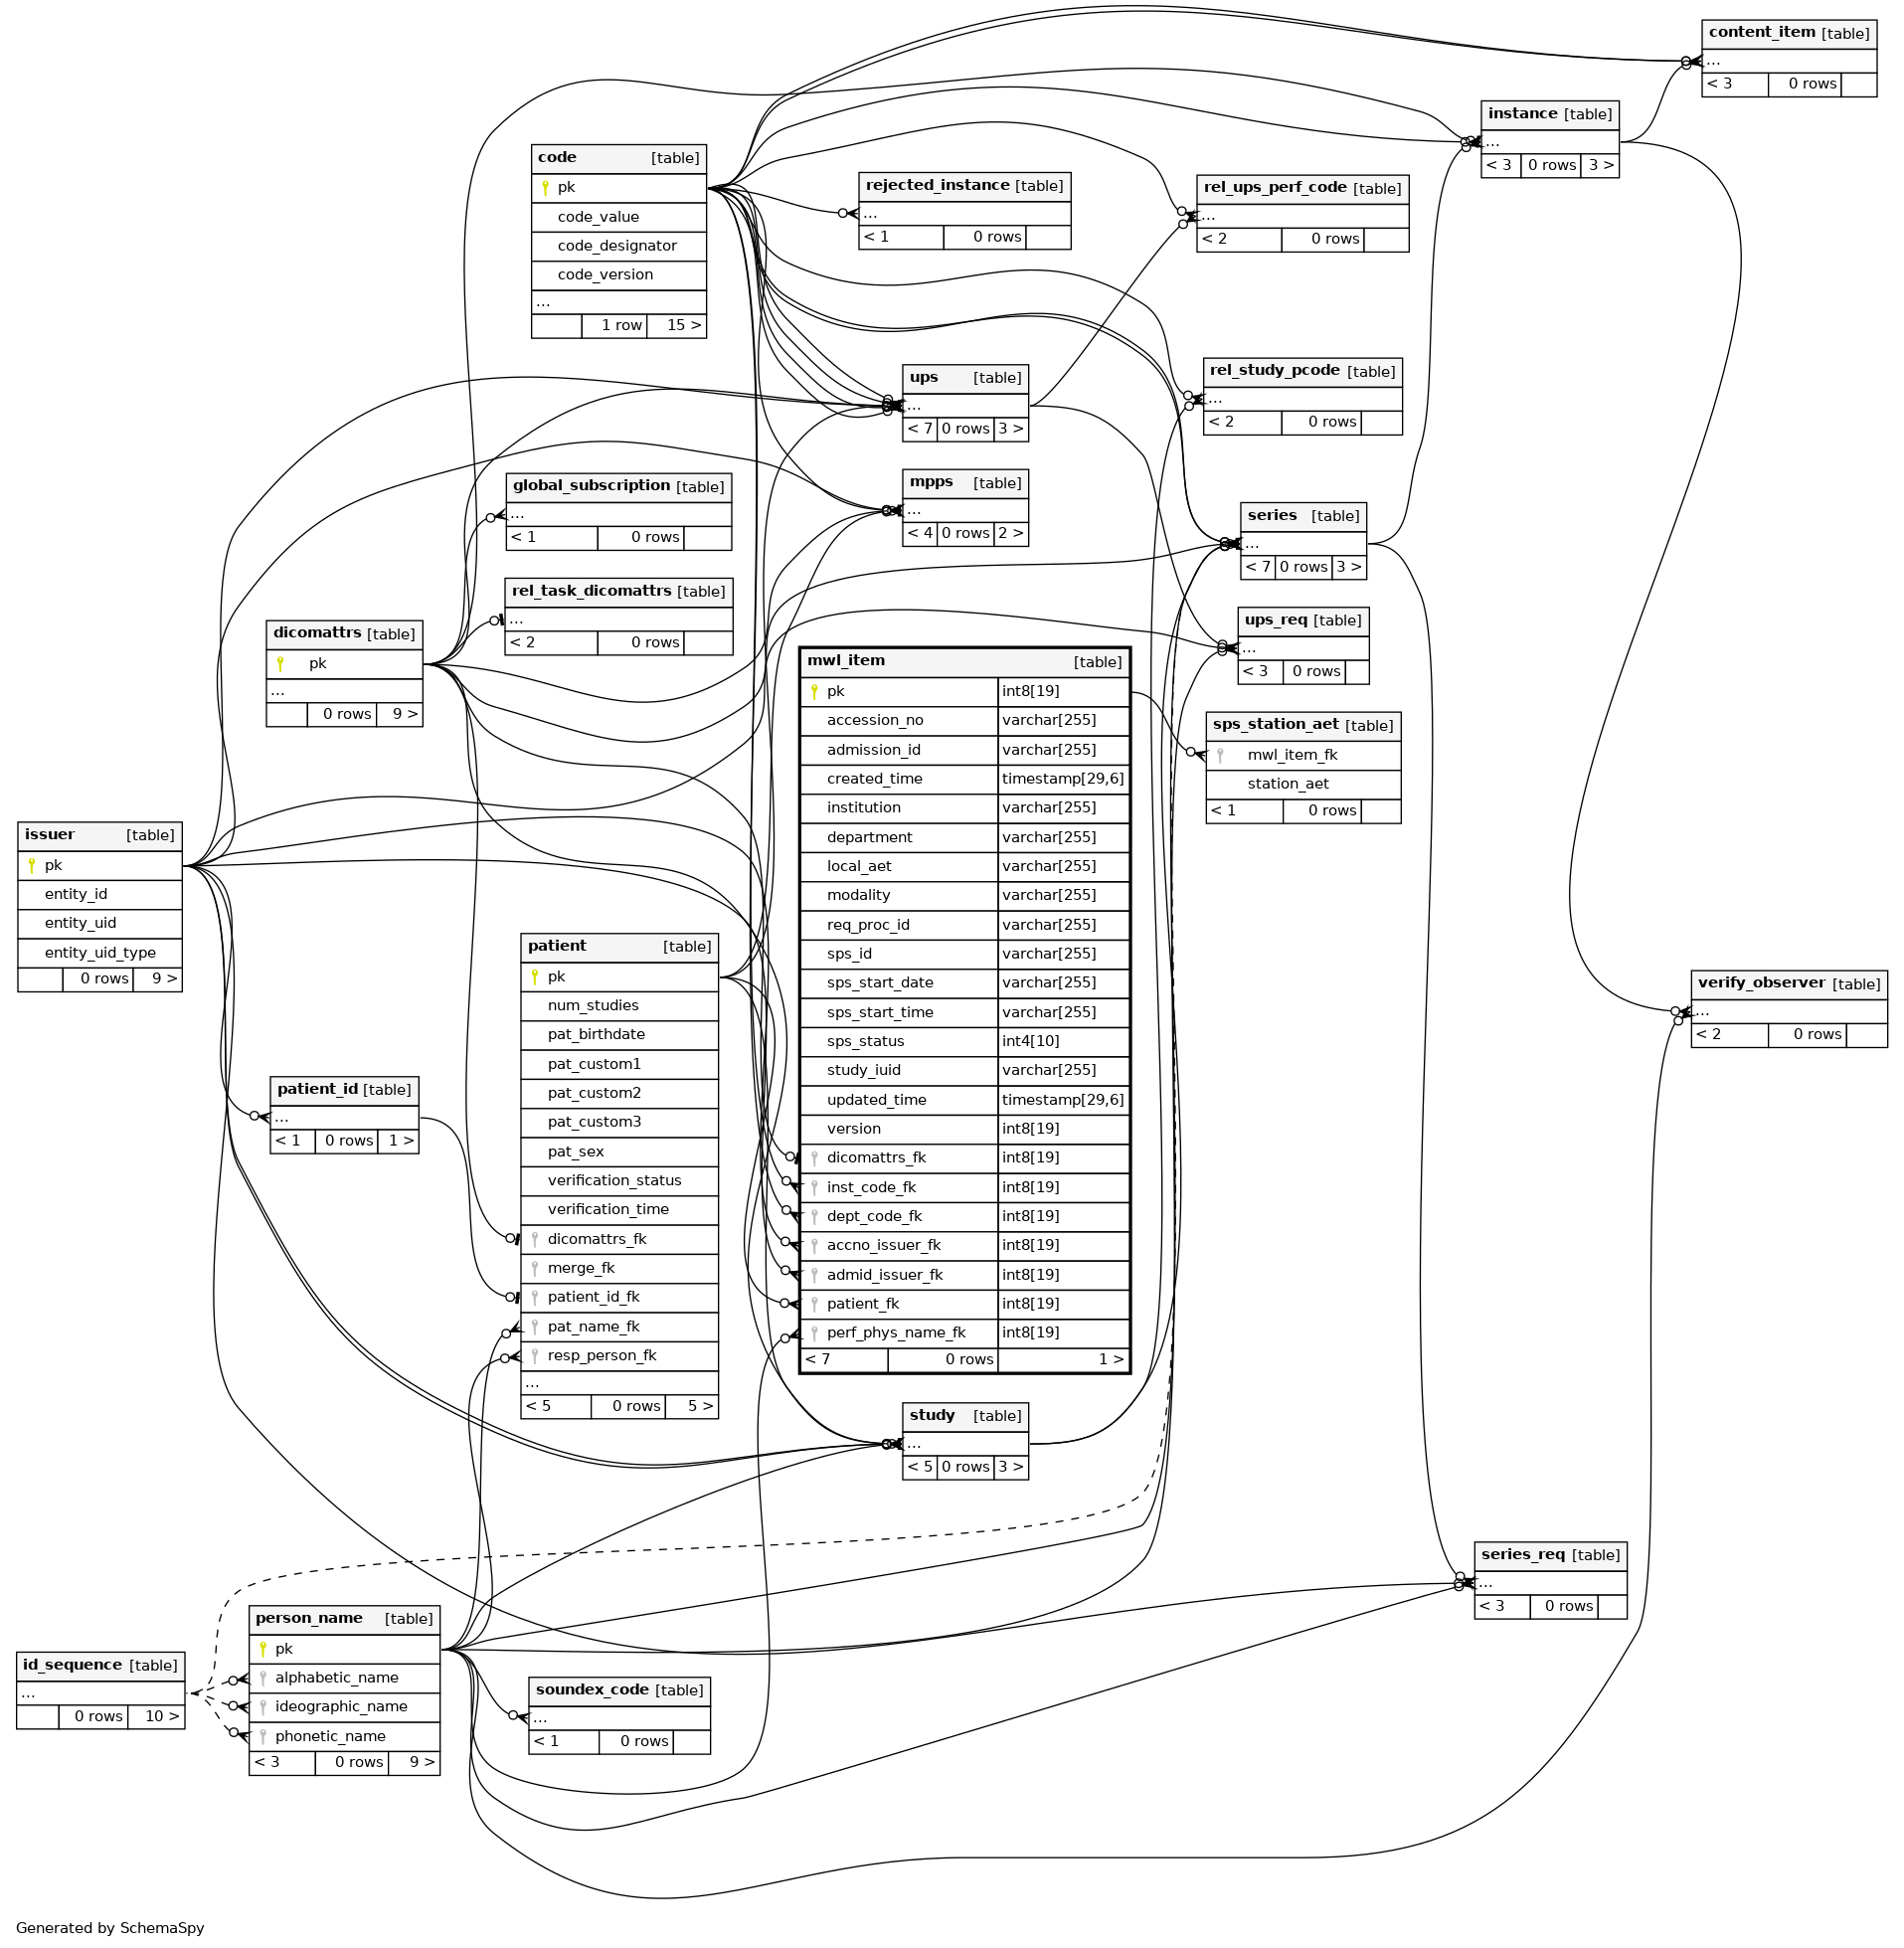 content_item [table]
...
< 3 0 rows
instance [table]
...
< 3 0 rows 3 >
code [table]
pk
code_value
code_designator
code_version
...
1 row 15 >
rejected_instance [table]
...
< 1 0 rows
rel_ups_perf_code [table]
...
< 2 0 rows
ups [table]
...
< 7 0 rows 3 >
rel_study_pcode [table]
...
< 2 0 rows
global_subscription [table]
...
< 1 0 rows
mpps [table]
...
< 4 0 rows 2 >
series [table]
...
< 7 0 rows 3 >
rel_task_dicomattrs [table]
...
< 2 0 rows
dicomattrs [table]
pk
...
0 rows 9 >
ups_req [table]
...
< 3 0 rows
mwl_item [table]
pk int8[19]
accession_no varchar[255]
admission_id varchar[255]
created_time timestamp[29,6]
institution varchar[255]
department varchar[255]
local_aet varchar[255]
modality varchar[255]
req_proc_id varchar[255]
sps_id varchar[255]
sps_start_date varchar[255]
sps_start_time varchar[255]
sps_status int4[10]
study_iuid varchar[255]
updated_time timestamp[29,6]
version int8[19]
dicomattrs_fk int8[19]
inst_code_fk int8[19]
dept_code_fk int8[19]
accno_issuer_fk int8[19]
admid_issuer_fk int8[19]
patient_fk int8[19]
perf_phys_name_fk int8[19]
< 7 0 rows 1 >
sps_station_aet [table]
mwl_item_fk
station_aet
< 1 0 rows
issuer [table]
pk
entity_id
entity_uid
entity_uid_type
0 rows 9 >
patient [table]
pk
num_studies
pat_birthdate
pat_custom1
pat_custom2
pat_custom3
pat_sex
verification_status
verification_time
dicomattrs_fk
merge_fk
patient_id_fk
pat_name_fk
resp_person_fk
...
< 5 0 rows 5 >
verify_observer [table]
...
< 2 0 rows
patient_id [table]
...
< 1 0 rows 1 >
study [table]
...
< 5 0 rows 3 >
series_req [table]
...
< 3 0 rows
person_name [table]
pk
alphabetic_name
ideographic_name
phonetic_name
< 3 0 rows 9 >
id_sequence [table]
...
0 rows 10 >
soundex_code [table]
...
< 1 0 rows
Generated by SchemaSpy